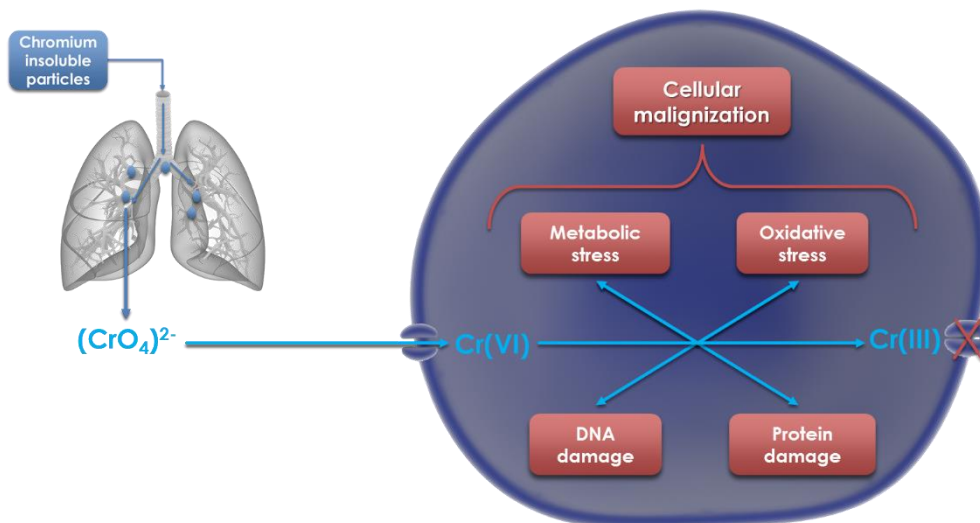 Chromium
insoluble
particles
Cellular
malignization
Metabolic
stress
Oxidative
stress
(CrO₄)²⁻
Cr(VI)
Cr(III)
DNA
damage
Protein
damage